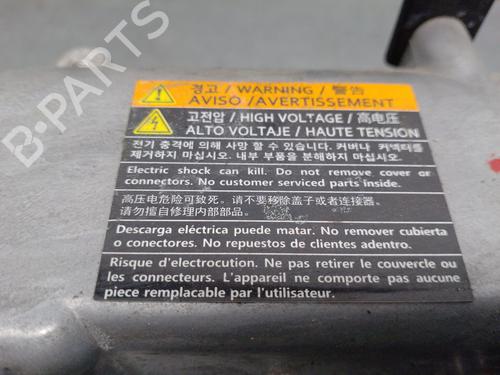 B-PARTS
경고 / WARNING / 警告
AVISO /AVERTISSEMENT
고전압 / HIGH VOLTAGE / 高电压
ALTO VOLTAJE / HAUTE TENSION
전기 충격에 의해 사망 할 수 있습니다. 커버나 커넥터를
제거하지 마십시오. 내부 부품을 분해하지 마십시오.
Electric shock can kill. Do not remove cover or
connectors. No customer serviced parts inside.
高压电危险可致死。请不要移除盖子或者连接器。
请勿擅自修理内部部品。
Descarga eléctrica puede matar. No remover cubierta
o conectores. No repuestos de clientes adentro.
Risque d'electrocution. Ne pas retirer le couvercle ou
les connecteurs. L'appareil ne comporte pas aucune
piece remplacable par l'utilisateur.